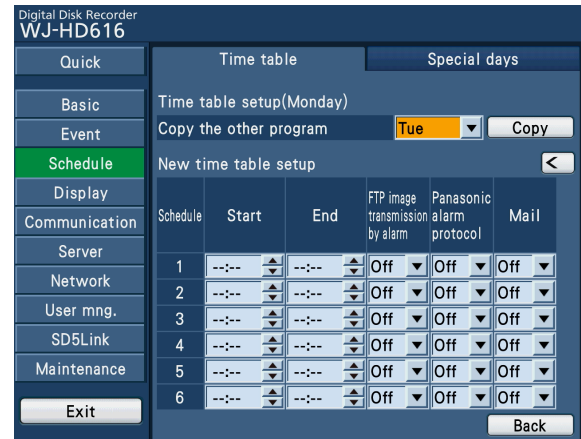 Digital Disk Recorder
WJ-HD616
Quick
Basic
Event
Schedule
Display
Communication
Server
Network
User mng.
SD5Link
Maintenance
Exit
Time table
Special days
Time table setup(Monday)
Copy the other program Tue Copy
New time table setup <
Schedule Start End FTP image transmission by alarm Panasonic alarm protocol Mail
1 --:-- --:-- Off Off Off
2 --:-- --:-- Off Off Off
3 --:-- --:-- Off Off Off
4 --:-- --:-- Off Off Off
5 --:-- --:-- Off Off Off
6 --:-- --:-- Off Off Off
Back